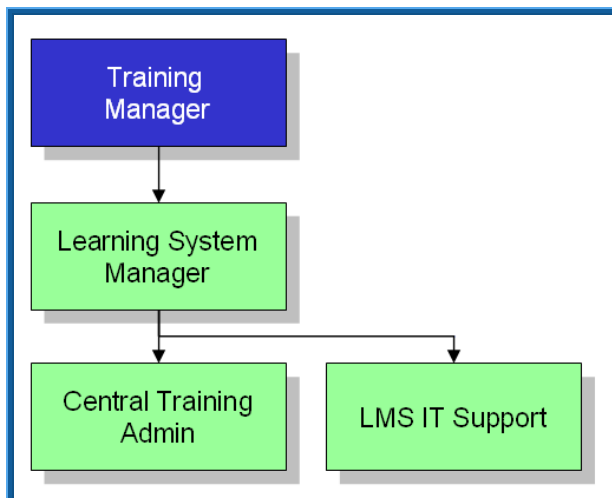 Training
Manager
Learning System
Manager
Central Training
Admin
LMS IT Support